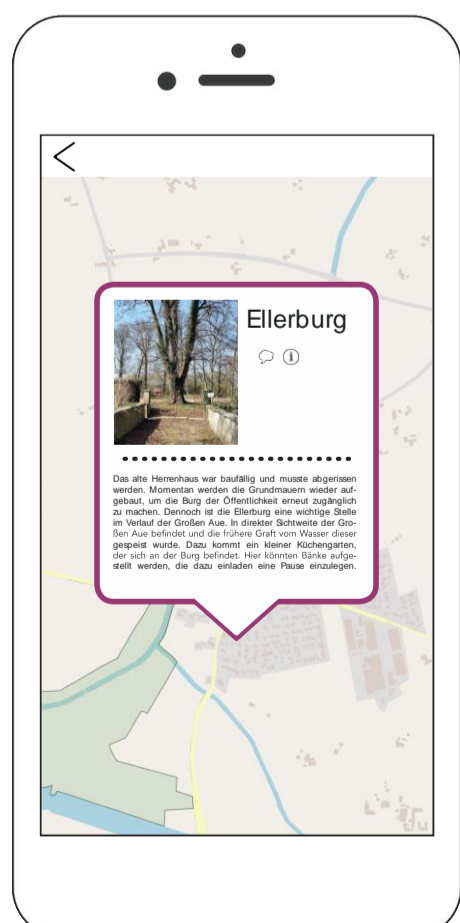 Ellerburg
Das alte Herrenhaus war baufällig und musste abgerissen
werden. Momentan werden die Grundmauern wieder auf-
gebaut, um die Burg der Öffentlichkeit erneut zugänglich
zu machen. Dennoch ist die Ellerburg eine wichtige Stelle
im Verlauf der Großen Aue. In direkter Sichtweite der Gro-
ßen Aue befindet und die frühere Graft vom Wasser dieser
gespeist wurde. Dazu kommt ein kleiner Küchengarten,
der sich an der Burg befindet. Hier könnten Bänke aufge-
stellt werden, die dazu einladen eine Pause einzulegen.